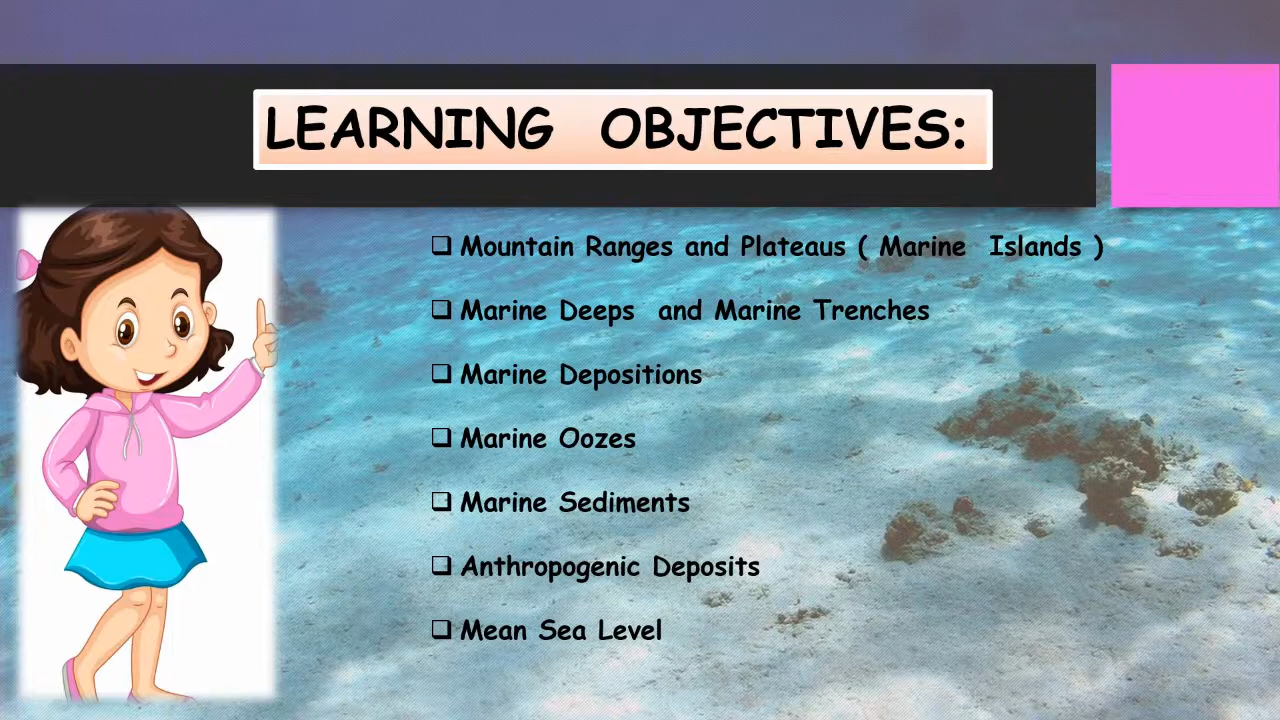 LEARNING OBJECTIVES:
❑ Mountain Ranges and Plateaus ( Marine Islands )
❑ Marine Deeps and Marine Trenches
❑ Marine Depositions
❑ Marine Oozes
❑ Marine Sediments
❑ Anthropogenic Deposits
❑ Mean Sea Level